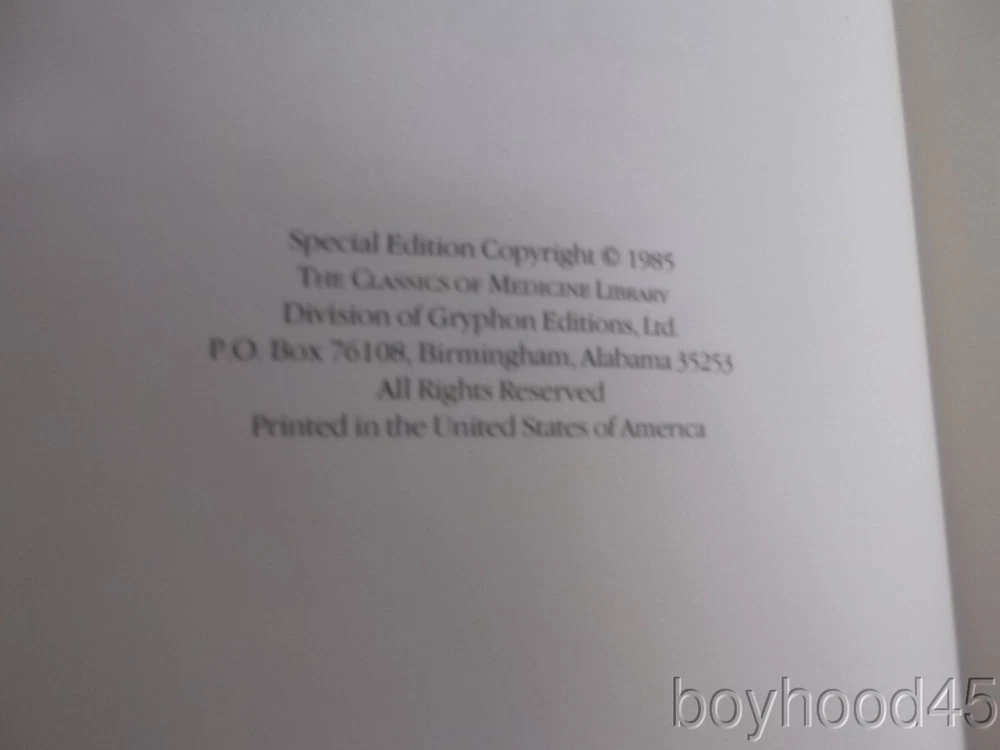 Special Edition Copyright © 1985
THE CLASSICS OF MEDICINE LIBRARY
Division of Gryphon Editions, Ltd.
P.O. Box 76108, Birmingham, Alabama 35253
All Rights Reserved
Printed in the United States of America
boyhood45